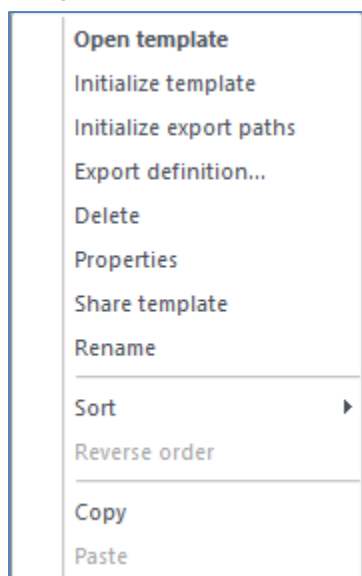 Open template
Initialize template
Initialize export paths
Export definition...
Delete
Properties
Share template
Rename
Sort
Reverse order
Copy
Paste